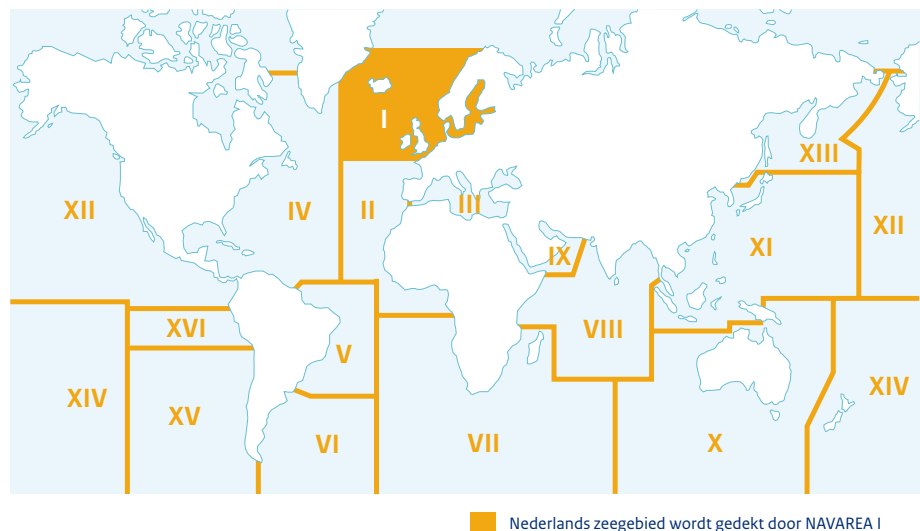 I
XIII
III
XII
IV
II
XII
XI
IX
XVI
VIII
V
XIV
XIV
XV
VI
VII
X
Nederlands zeegebied wordt gedekt door NAVAREA I